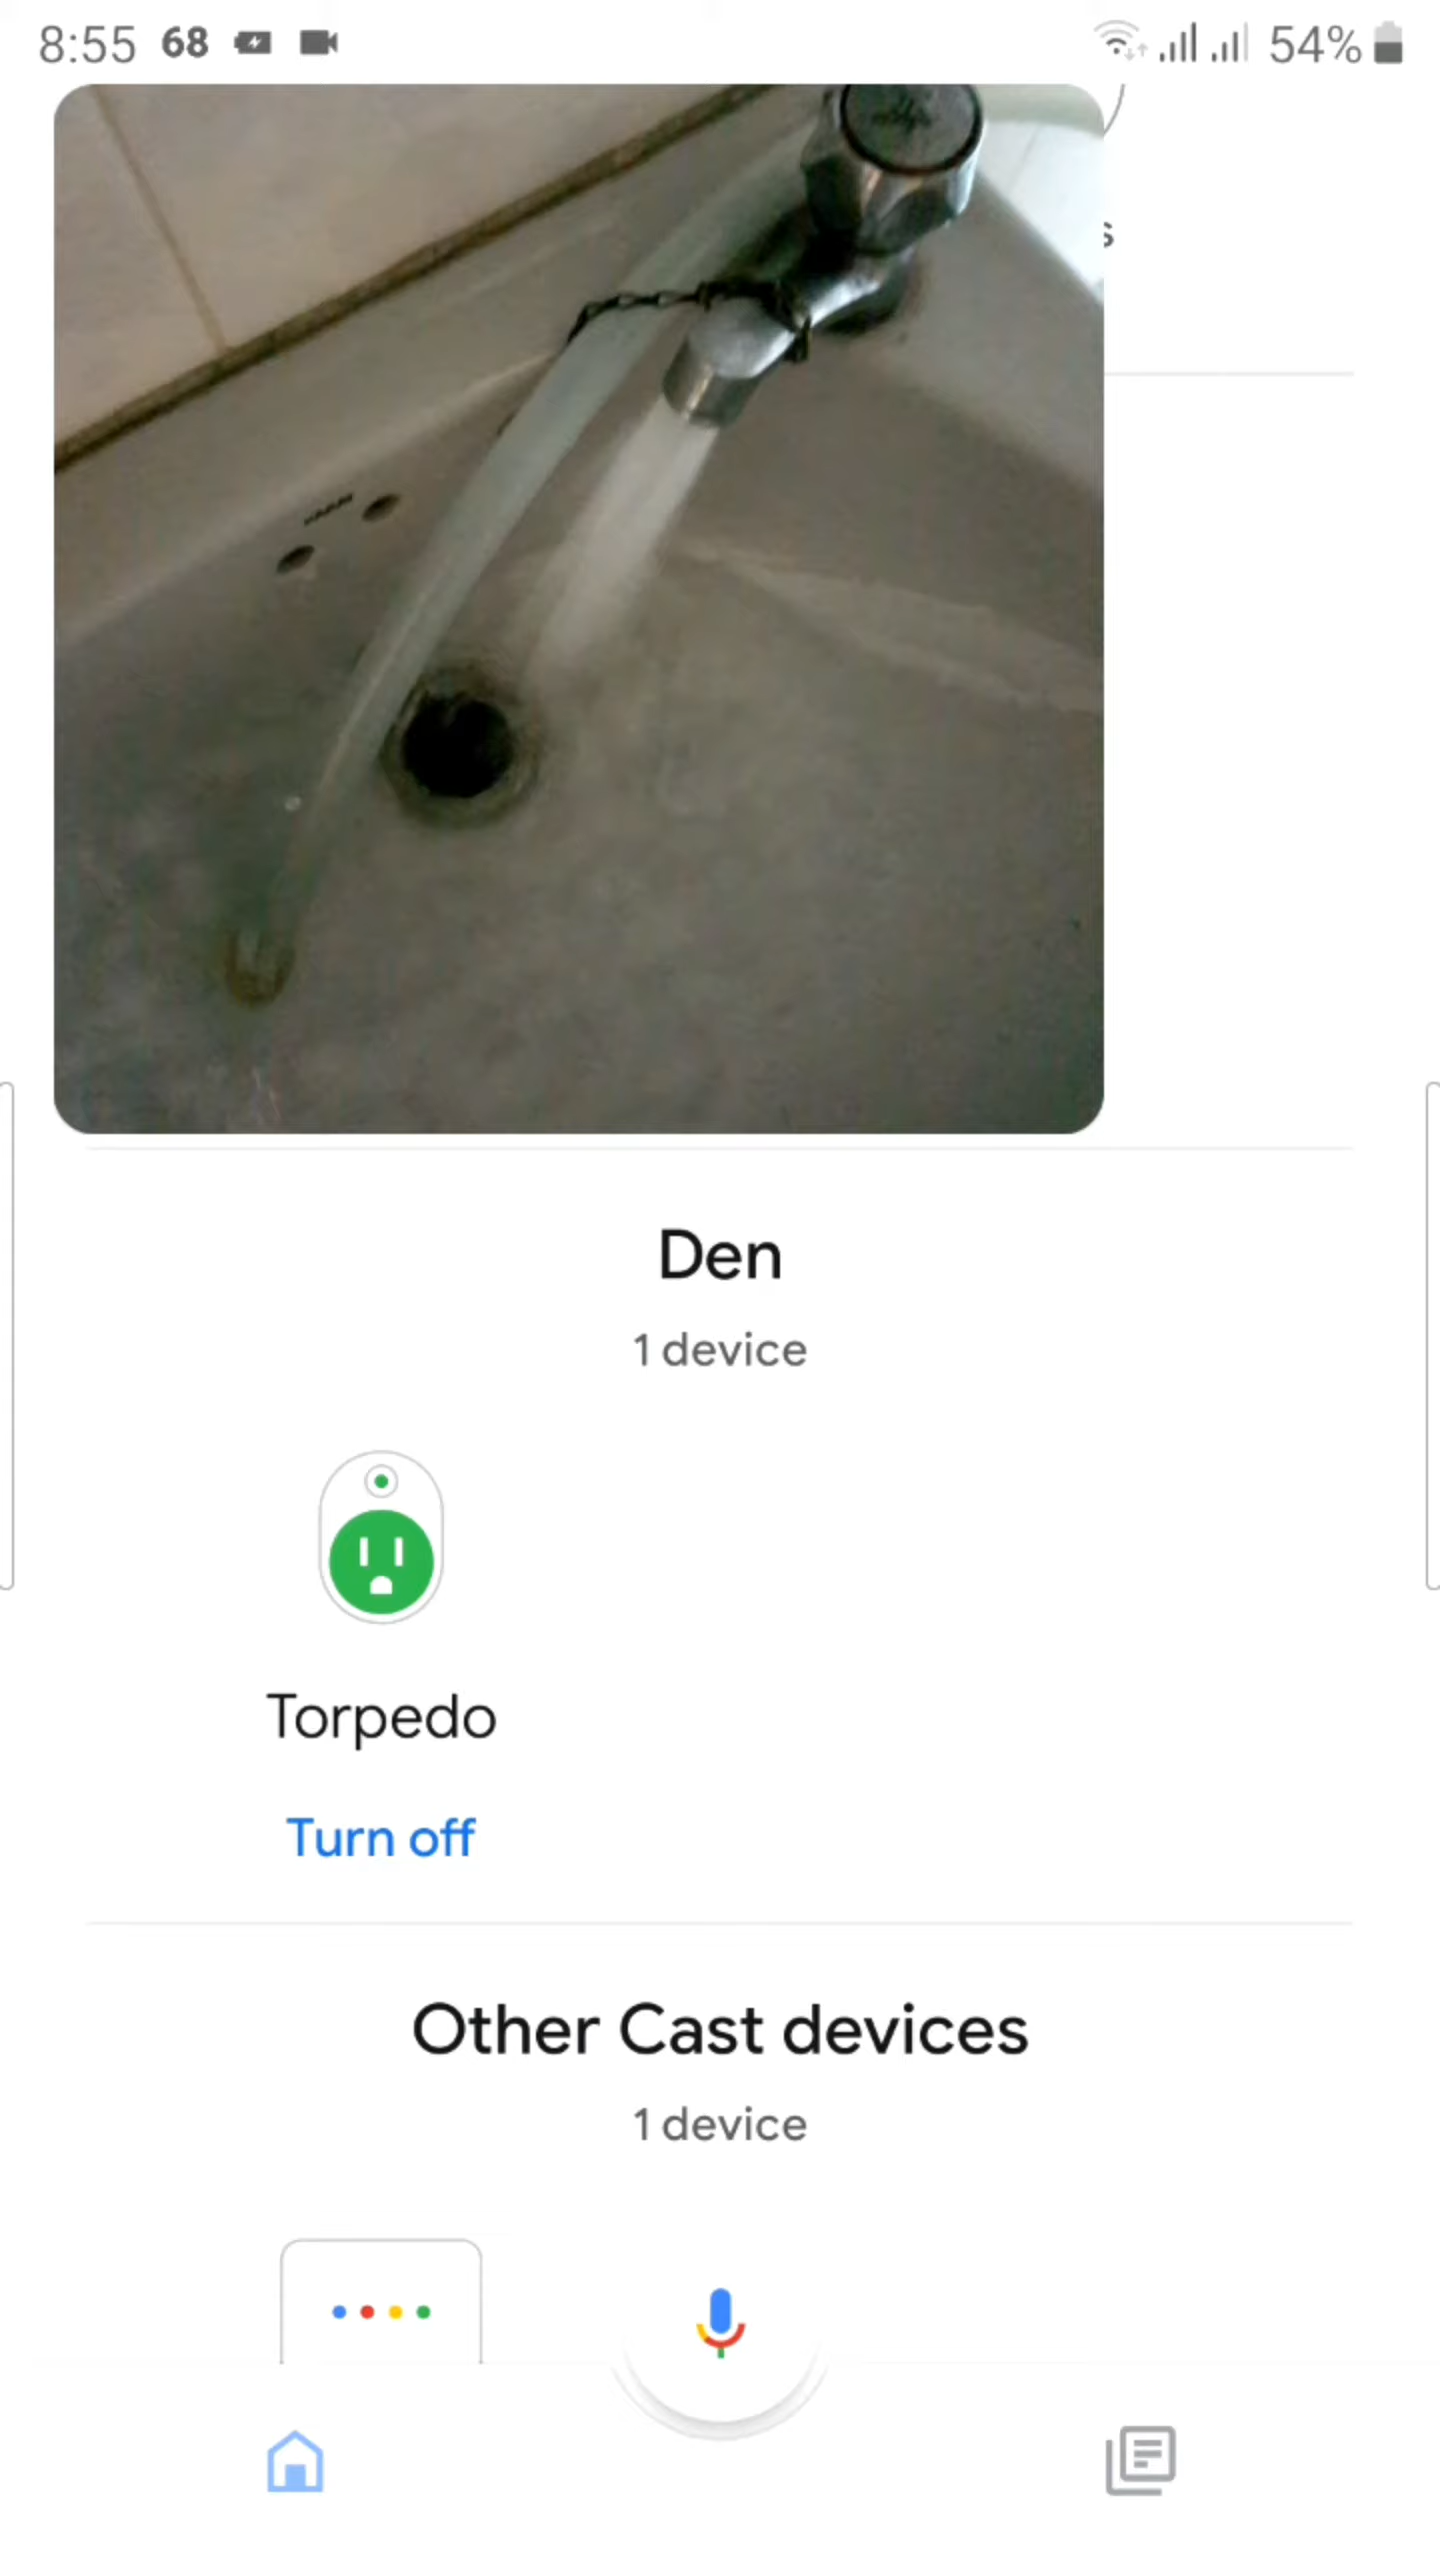 8:55 68 54%
s
Den
1 device
Torpedo
Turn off
Other Cast devices
1 device